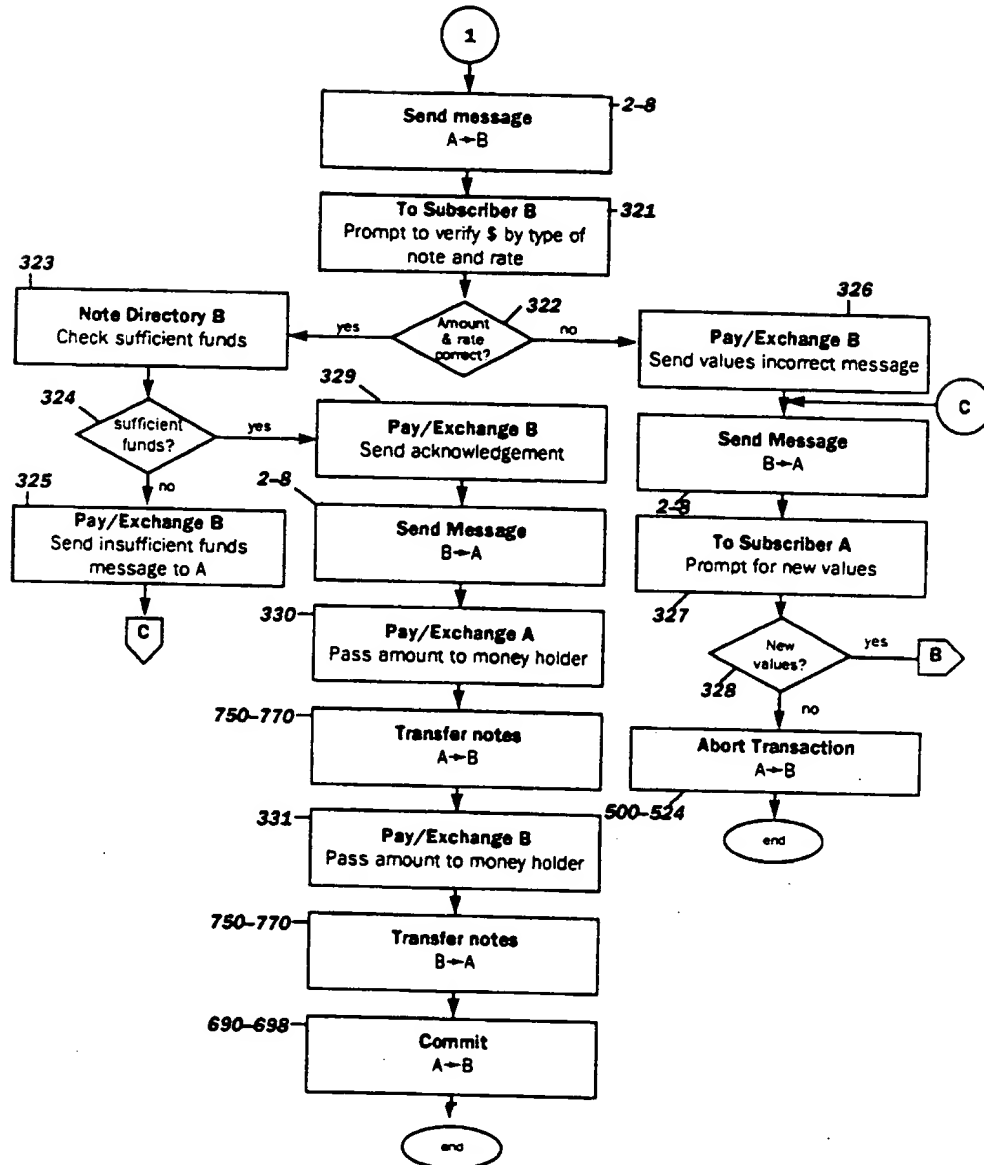 1
2-8
Send message
A→B
321
To Subscriber B
Prompt to verify $ by type of
note and rate
323
Note Directory B
Check sufficient funds
yes
322
Amount
& rate
correct?
no
326
Pay/Exchange B
Send values incorrect message
C
324
sufficient
funds?
yes
no
329
Pay/Exchange B
Send acknowledgement
Send Message
B→A
2-8
325
Pay/Exchange B
Send insufficient funds
message to A
C
2-8
Send Message
B→A
To Subscriber A
Prompt for new values
327
330
Pay/Exchange A
Pass amount to money holder
New
values?
yes
B
328
no
750-770
Transfer notes
A→B
Abort Transaction
A→B
500-524
end
331
Pay/Exchange B
Pass amount to money holder
750-770
Transfer notes
B→A
690-698
Commit
A→B
end